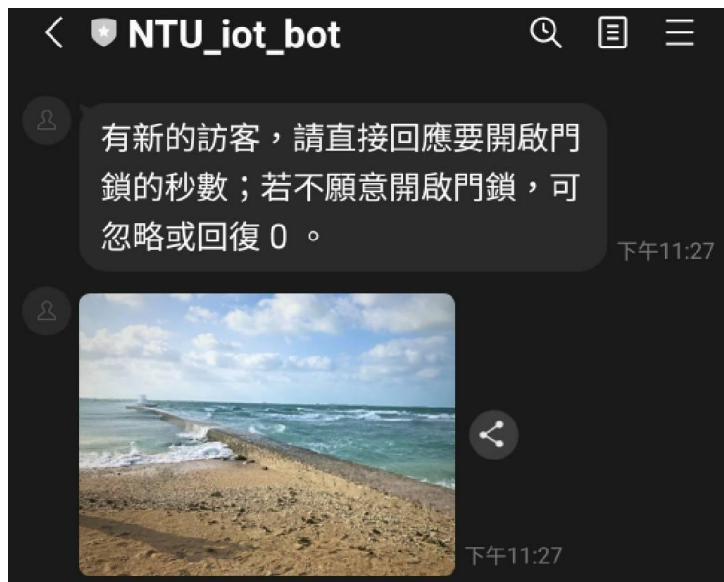 NTU_iot_bot
有新的訪客，請直接回應要開啟門
鎖的秒數；若不願意開啟門鎖，可
忽略或回復 0 。
下午11:27
下午11:27